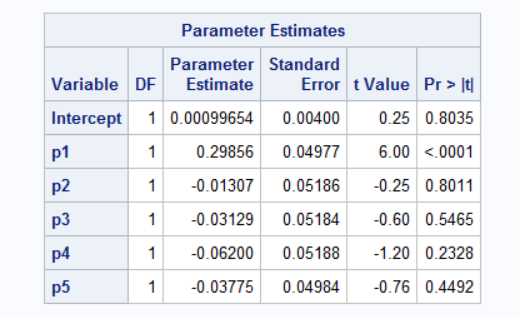 Parameter Estimates
Variable DF Parameter Estimate Standard Error t Value Pr > |t|
Intercept 1 0.00099654 0.00400 0.25 0.8035
p1 1 0.29856 0.04977 6.00 <.0001
p2 1 -0.01307 0.05186 -0.25 0.8011
p3 1 -0.03129 0.05184 -0.60 0.5465
p4 1 -0.06200 0.05188 -1.20 0.2328
p5 1 -0.03775 0.04984 -0.76 0.4492